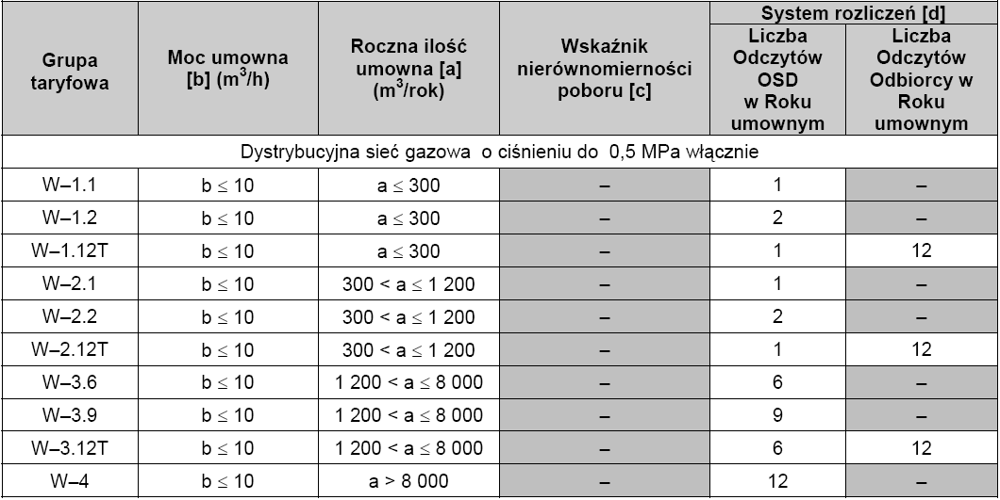 Grupa taryfowa | Moc umowna [b] (m³/h) | Roczna ilość umowna [a] (m³/rok) | Wskaźnik nierównomierności poboru [c] | System rozliczeń [d]
Liczba Odczytów OSD w Roku umownym | Liczba Odczytów Odbiorcy w Roku umownym
Dystrybucyjna sieć gazowa o ciśnieniu do 0,5 MPa włącznie
W–1.1 | b ≤ 10 | a ≤ 300 | – | 1 | –
W–1.2 | b ≤ 10 | a ≤ 300 | – | 2 | –
W–1.12T | b ≤ 10 | a ≤ 300 | – | 1 | 12
W–2.1 | b ≤ 10 | 300 < a ≤ 1 200 | – | 1 | –
W–2.2 | b ≤ 10 | 300 < a ≤ 1 200 | – | 2 | –
W–2.12T | b ≤ 10 | 300 < a ≤ 1 200 | – | 1 | 12
W–3.6 | b ≤ 10 | 1 200 < a ≤ 8 000 | – | 6 | –
W–3.9 | b ≤ 10 | 1 200 < a ≤ 8 000 | – | 9 | –
W–3.12T | b ≤ 10 | 1 200 < a ≤ 8 000 | – | 6 | 12
W–4 | b ≤ 10 | a > 8 000 | – | 12 | –